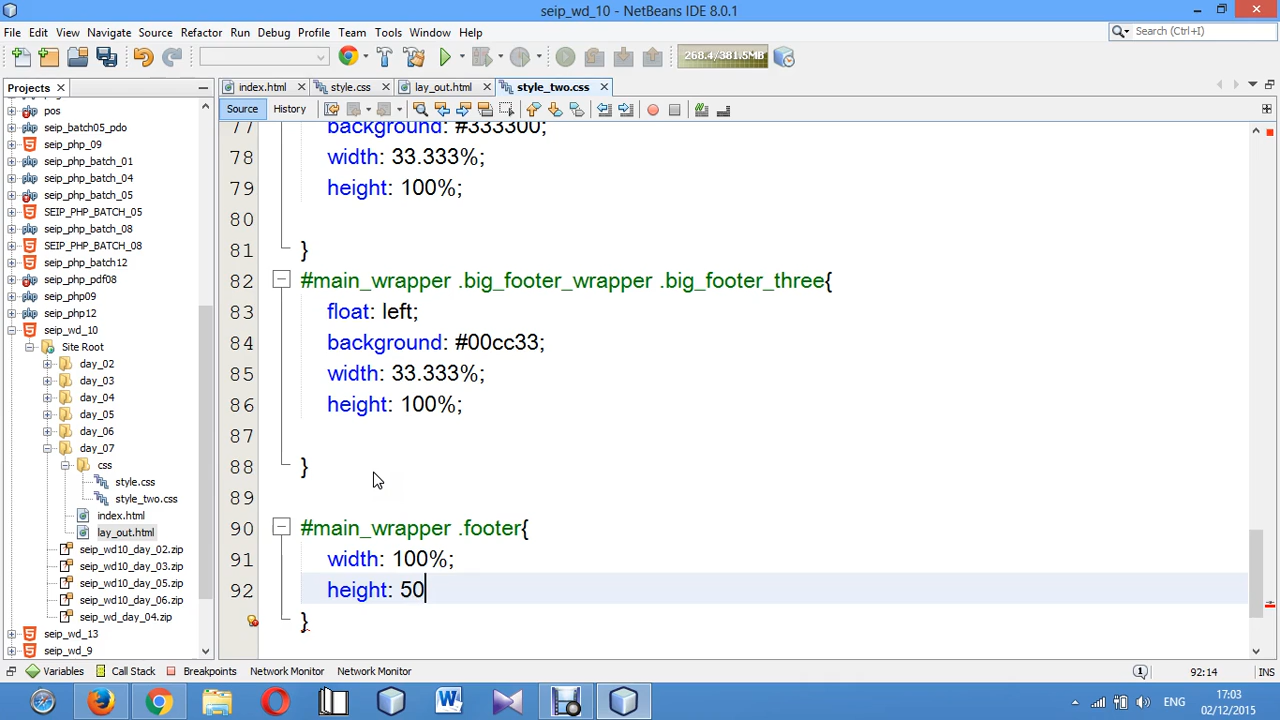 seip_wd_10 - NetBeans IDE 8.0.1
File Edit View Navigate Source Refactor Run Debug Profile Team Tools Window Help
Search (Ctrl+I)
268.4/381.5MB
Projects
index.html
style.css
lay_out.html
style_two.css
Source
History
pos
seip_batch05_pdo
seip_php_09
seip_php_batch_01
seip_php_batch_04
seip_php_batch_05
SEIP_PHP_BATCH_05
seip_php_batch_08
SEIP_PHP_BATCH_08
seip_php_batch12
seip_php_pdf08
seip_php09
seip_php12
seip_wd_10
Site Root
day_02
day_03
day_04
day_05
day_06
day_07
css
style.css
style_two.css
index.html
lay_out.html
seip_wd10_day_02.zip
seip_wd10_day_03.zip
seip_wd10_day_05.zip
seip_wd10_day_06.zip
seip_wd_day_04.zip
seip_wd_13
seip_wd_9
77 background: #333300;
78 width: 33.333%;
79 height: 100%;
80
81 }
82 #main_wrapper .big_footer_wrapper .big_footer_three{
83 float: left;
84 background: #00cc33;
85 width: 33.333%;
86 height: 100%;
87
88 }
89
90 #main_wrapper .footer{
91 width: 100%;
92 height: 50
}
Variables
Call Stack
Breakpoints
Network Monitor
Network Monitor
1
92:14
INS
ENG
17:03
02/12/2015